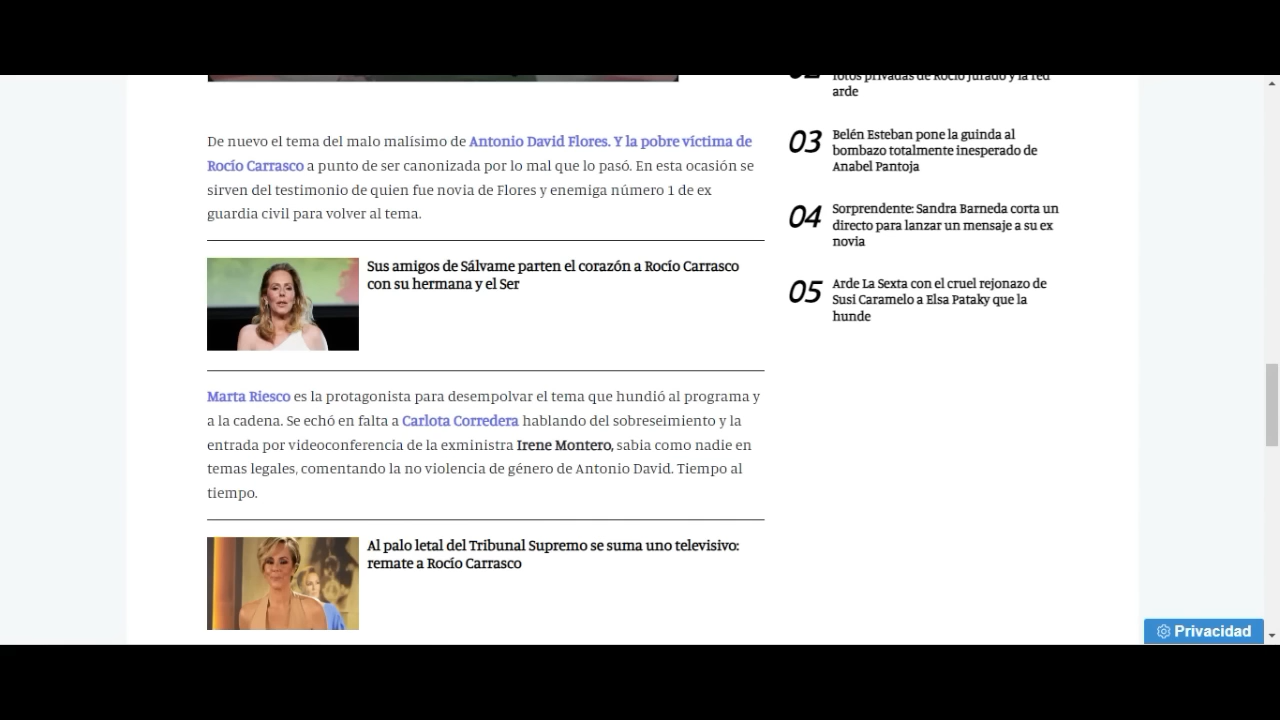 De nuevo el tema del malo malísimo de Antonio David Flores. Y la pobre víctima de
Rocío Carrasco a punto de ser canonizada por lo mal que lo pasó. En esta ocasión se
sirven del testimonio de quien fue novia de Flores y enemiga número 1 de ex
guardia civil para volver al tema.
Sus amigos de Sálvame parten el corazón a Rocío Carrasco
con su hermana y el Ser
Marta Riesco es la protagonista para desempolvar el tema que hundió al programa y
a la cadena. Se echó en falta a Carlota Corredera hablando del sobreseimiento y la
entrada por videoconferencia de la exministra Irene Montero, sabia como nadie en
temas legales, comentando la no violencia de género de Antonio David. Tiempo al
tiempo.
Al palo letal del Tribunal Supremo se suma uno televisivo:
remate a Rocío Carrasco
02 fotos privadas de Rocío Jurado y la red
arde
03 Belén Esteban pone la guinda al
bombazo totalmente inesperado de
Anabel Pantoja
04 Sorprendente: Sandra Barneda corta un
directo para lanzar un mensaje a su ex
novia
05 Arde La Sexta con el cruel rejonazo de
Susi Caramelo a Elsa Pataky que la
hunde
Privacidad